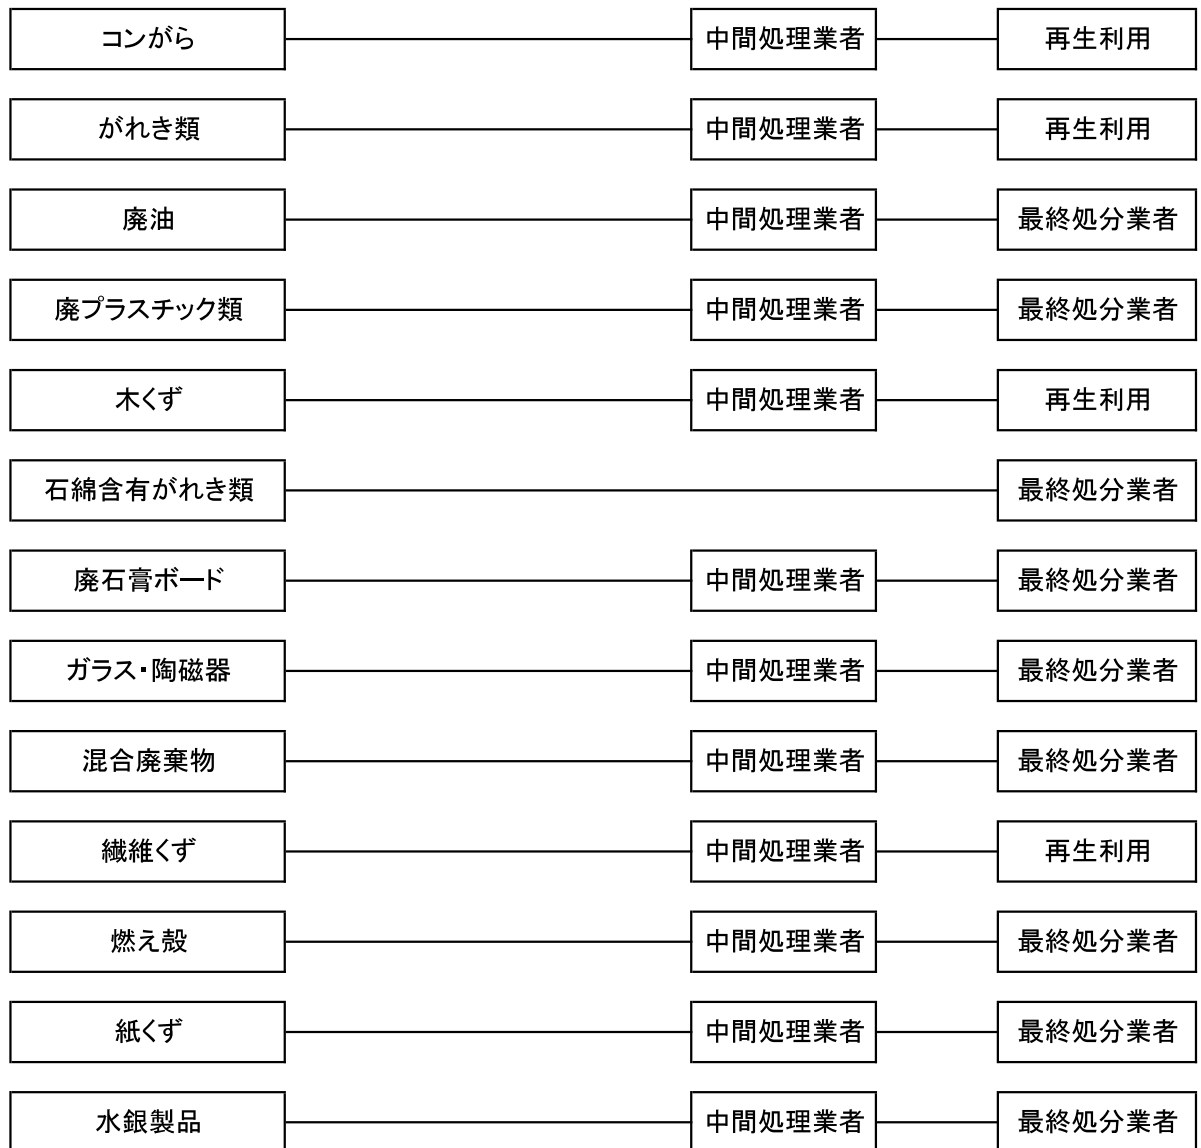 コンがら 中間処理業者 再生利用
がれき類 中間処理業者 再生利用
廃油 中間処理業者 最終処分業者
廃プラスチック類 中間処理業者 最終処分業者
木くず 中間処理業者 再生利用
石綿含有がれき類 最終処分業者
廃石膏ボード 中間処理業者 最終処分業者
ガラス・陶磁器 中間処理業者 最終処分業者
混合廃棄物 中間処理業者 最終処分業者
繊維くず 中間処理業者 再生利用
燃え殻 中間処理業者 最終処分業者
紙くず 中間処理業者 最終処分業者
水銀製品 中間処理業者 最終処分業者